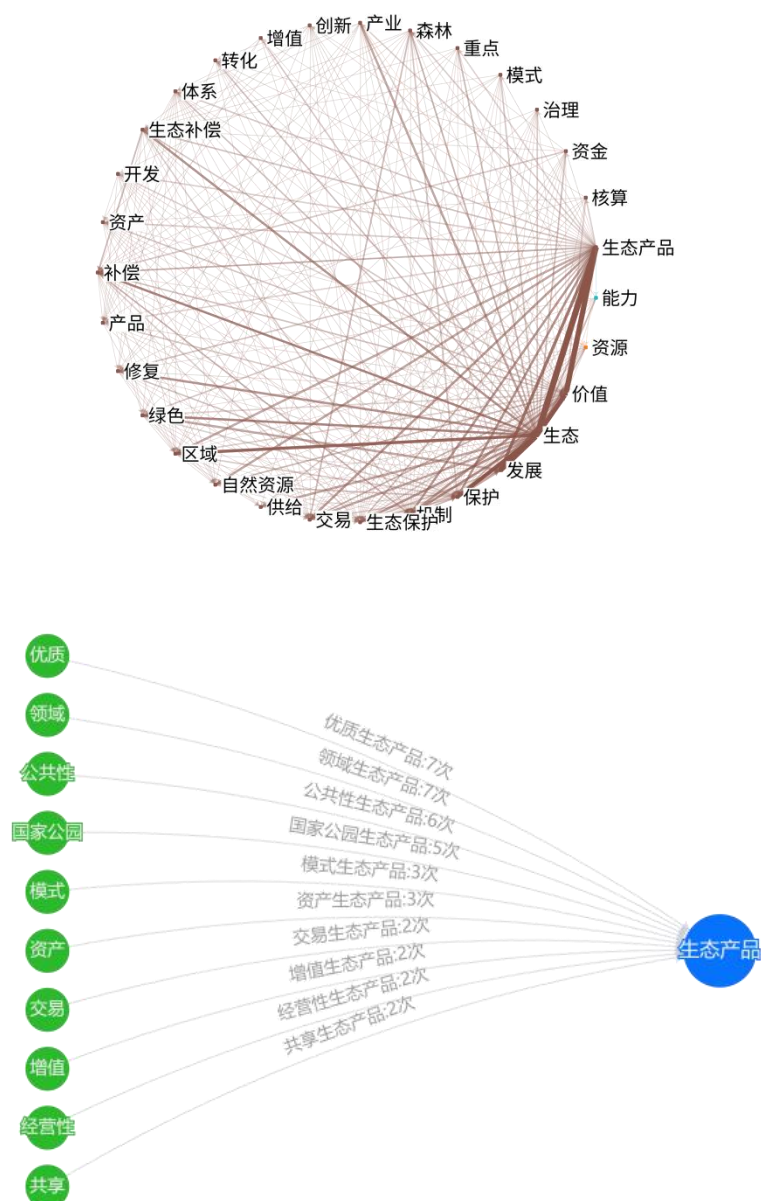 创新
产业
增值
森林
转化
重点
体系
模式
生态补偿
治理
开发
资金
资产
核算
补偿
生态产品
产品
能力
修复
资源
绿色
价值
区域
生态
自然资源
发展
供给
保护
交易
生态保护
机制
优质
领域
公共性
国家公园
模式
资产
交易
增值
经营性
共享
优质生态产品:7次
领域生态产品:7次
公共性生态产品:6次
国家公园生态产品:5次
模式生态产品:3次
资产生态产品:3次
交易生态产品:2次
增值生态产品:2次
经营性生态产品:2次
共享生态产品:2次
生态产品